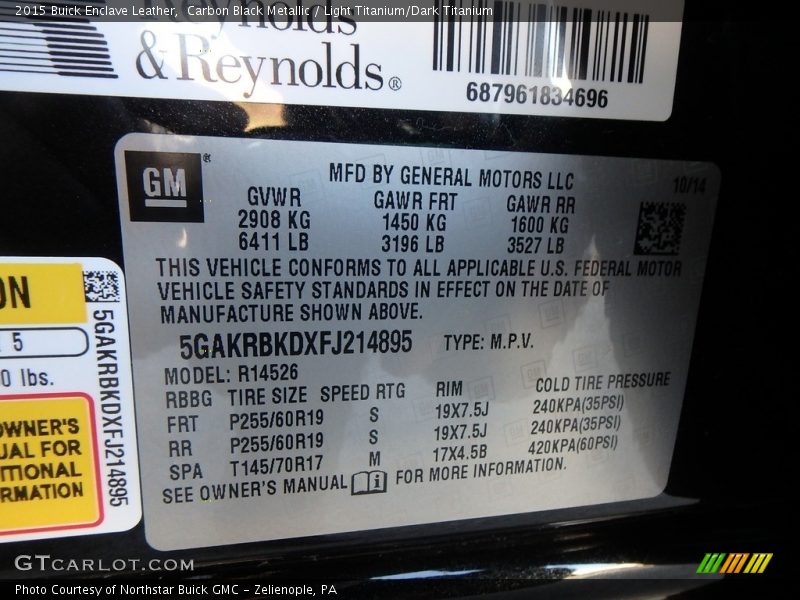 2015 Buick Enclave Leather, Carbon Black Metallic / Light Titanium/Dark Titanium
Reynolds
& Reynolds®
687961834696
GM®
MFD BY GENERAL MOTORS LLC
10/14
GVWR GAWR FRT GAWR RR
2908 KG 1450 KG 1600 KG
6411 LB 3196 LB 3527 LB
THIS VEHICLE CONFORMS TO ALL APPLICABLE U.S. FEDERAL MOTOR
VEHICLE SAFETY STANDARDS IN EFFECT ON THE DATE OF
MANUFACTURE SHOWN ABOVE.
5GAKRBKDXFJ214895 TYPE: M.P.V.
MODEL: R14526
RBBG TIRE SIZE SPEED RTG RIM COLD TIRE PRESSURE
FRT P255/60R19 S 19X7.5J 240KPA(35PSI)
RR P255/60R19 S 19X7.5J 240KPA(35PSI)
SPA T145/70R17 M 17X4.5B 420KPA(60PSI)
SEE OWNER'S MANUAL FOR MORE INFORMATION.
ON
5
0 lbs.
OWNER'S
UAL FOR
ITIONAL
RMATION
5GAKRBKDXFJ214895
GTCARLOT.COM
Photo Courtesy of Northstar Buick GMC - Zelienople, PA